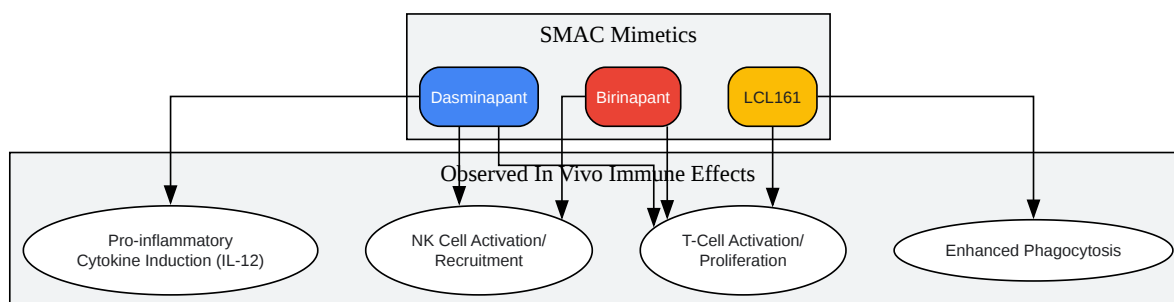 SMAC Mimetics
Dasminapant
Birinapant
LCL161
Observed In Vivo Immune Effects
Pro-inflammatory
Cytokine Induction (IL-12)
NK Cell Activation/
Recruitment
T-Cell Activation/
Proliferation
Enhanced Phagocytosis